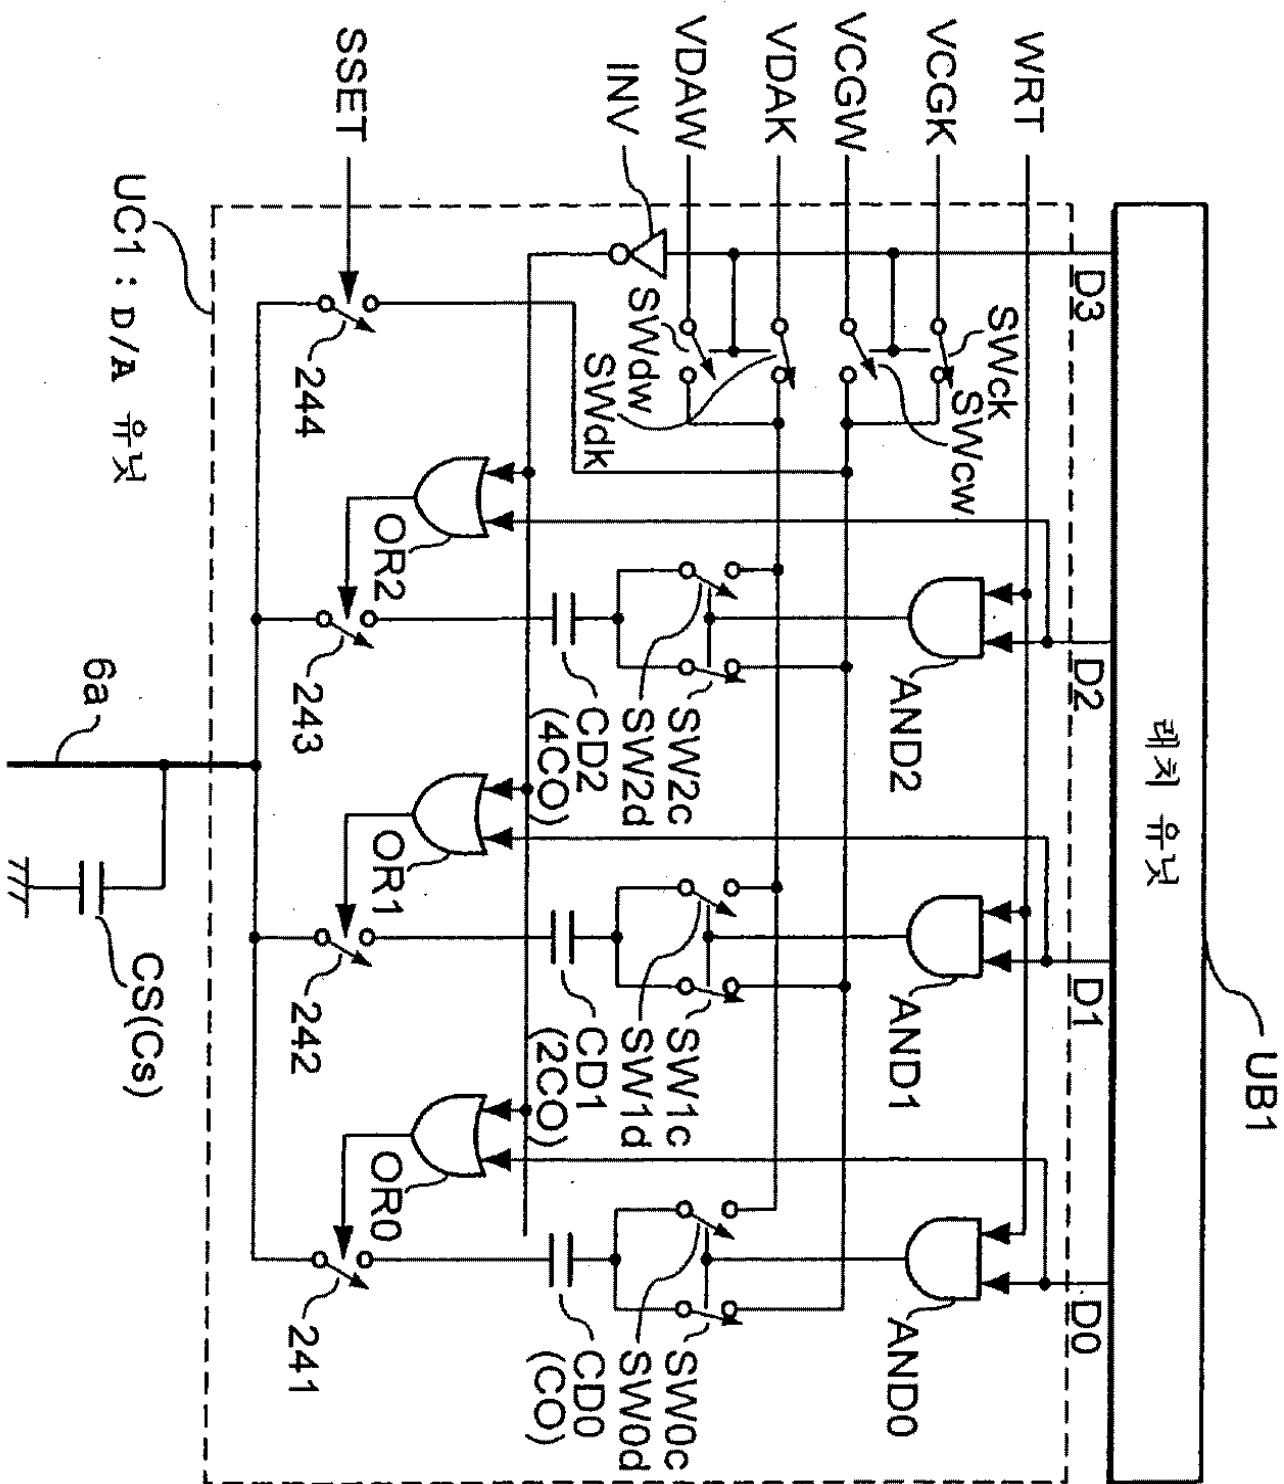 UB1
래치 유닛
D3
D2
D1
D0
WRT
VCGK
VCGW
VDAK
VDAW
INV
SSET
SWck
SWcw
SWdw
SWdk
AND2
AND1
AND0
SW2c
SW2d
CD2
(4CO)
SW1c
SW1d
CD1
(2CO)
SW0c
SW0d
CD0
(CO)
OR2
OR1
OR0
244
243
242
241
UC1 : D/A 유닛
6a
CS(Cs)